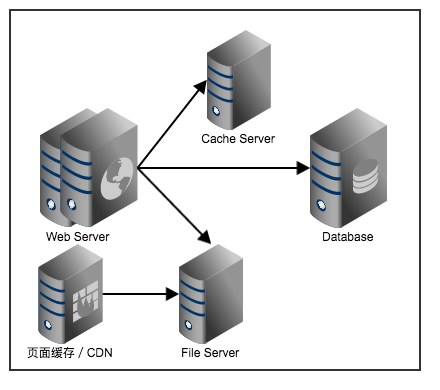 Cache Server
Web Server
Database
页面缓存 / CDN
File Server